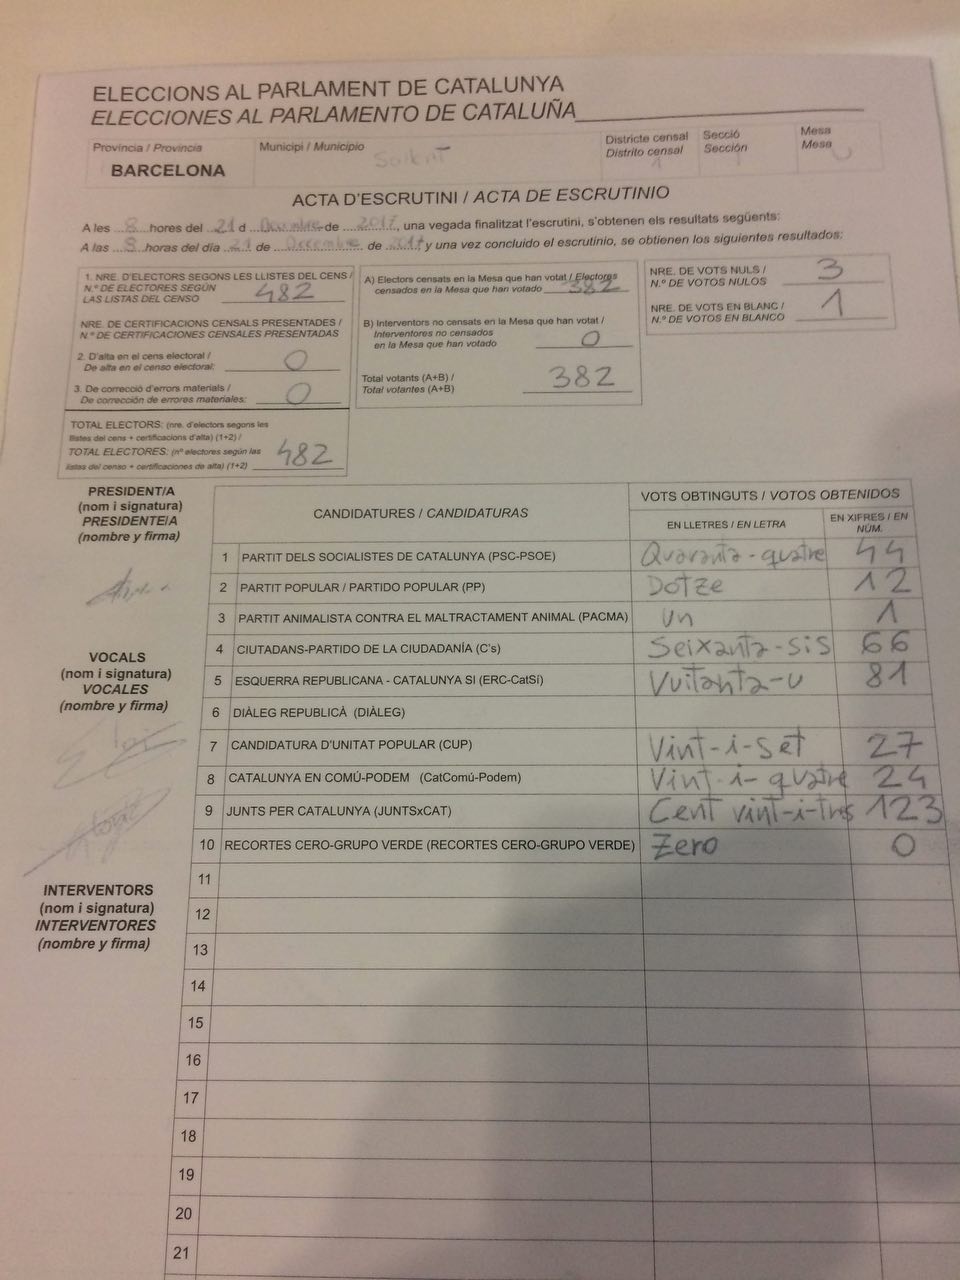 ELECCIONS AL PARLAMENT DE CATALUNYA
ELECCIONES AL PARLAMENTO DE CATALUÑA
Província / Provincia
BARCELONA
Municipi / Municipio
Districte censal
Distrito censal
1
Secció
Sección
Mesa
Mesa
U
ACTA D'ESCRUTINI / ACTA DE ESCRUTINIO
A les 8 hores del 21 d Desembre de 2017, una vegada finalitzat l'escrutini, s'obtenen els resultats següents:
A las 8 horas del día 21 de Desembre de 2017 y una vez concluido el escrutinio, se obtienen los siguientes resultados:
1. NRE. D'ELECTORS SEGONS LES LLISTES DEL CENS /
N.º DE ELECTORES SEGÚN
LAS LISTAS DEL CENSO 482
NRE. DE CERTIFICACIONS CENSALS PRESENTADES /
N.º DE CERTIFICACIONES CENSALES PRESENTADAS
2. D'alta en el cens electoral /
De alta en el censo electoral: 0
3. De correcció d'errors materials /
De corrección de errores materiales: 0
TOTAL ELECTORS: (nre. d'electors segons les
llistes del cens + certificacions d'alta) (1+2) /
TOTAL ELECTORES: (nº electores según las
listas del censo + certificaciones de alta) (1+2) 482
A) Electors censats en la Mesa que han votat / Electores
censados en la Mesa que han votado 382
B) Interventors no censats en la Mesa que han votat /
Interventores no censados
en la Mesa que han votado 0
Total votants (A+B) /
Total votantes (A+B) 382
NRE. DE VOTS NULS /
N.º DE VOTOS NULOS 3
NRE. DE VOTS EN BLANC /
N.º DE VOTOS EN BLANCO 1
PRESIDENT/A
(nom i signatura)
PRESIDENTE/A
(nombre y firma)
VOCALS
(nom i signatura)
VOCALES
(nombre y firma)
INTERVENTORS
(nom i signatura)
INTERVENTORES
(nombre y firma)
CANDIDATURES / CANDIDATURAS
VOTS OBTINGUTS / VOTOS OBTENIDOS
EN LLETRES / EN LETRA
EN XIFRES / EN
NÚM.
1 PARTIT DELS SOCIALISTES DE CATALUNYA (PSC-PSOE) Quaranta-quatre 44
2 PARTIT POPULAR / PARTIDO POPULAR (PP) Dotze 12
3 PARTIT ANIMALISTA CONTRA EL MALTRACTAMENT ANIMAL (PACMA) un 1
4 CIUTADANS-PARTIDO DE LA CIUDADANÍA (C's) Seixanta-sis 66
5 ESQUERRA REPUBLICANA - CATALUNYA SI (ERC-CatSí) Vuitanta-u 81
6 DIÀLEG REPUBLICÀ (DIÀLEG)
7 CANDIDATURA D'UNITAT POPULAR (CUP) Vint-i-set 27
8 CATALUNYA EN COMÚ-PODEM (CatComú-Podem) Vint-i-quatre 24
9 JUNTS PER CATALUNYA (JUNTSxCAT) Cent vint-i-tres 123
10 RECORTES CERO-GRUPO VERDE (RECORTES CERO-GRUPO VERDE) Zero 0
11
12
13
14
15
16
17
18
19
20
21